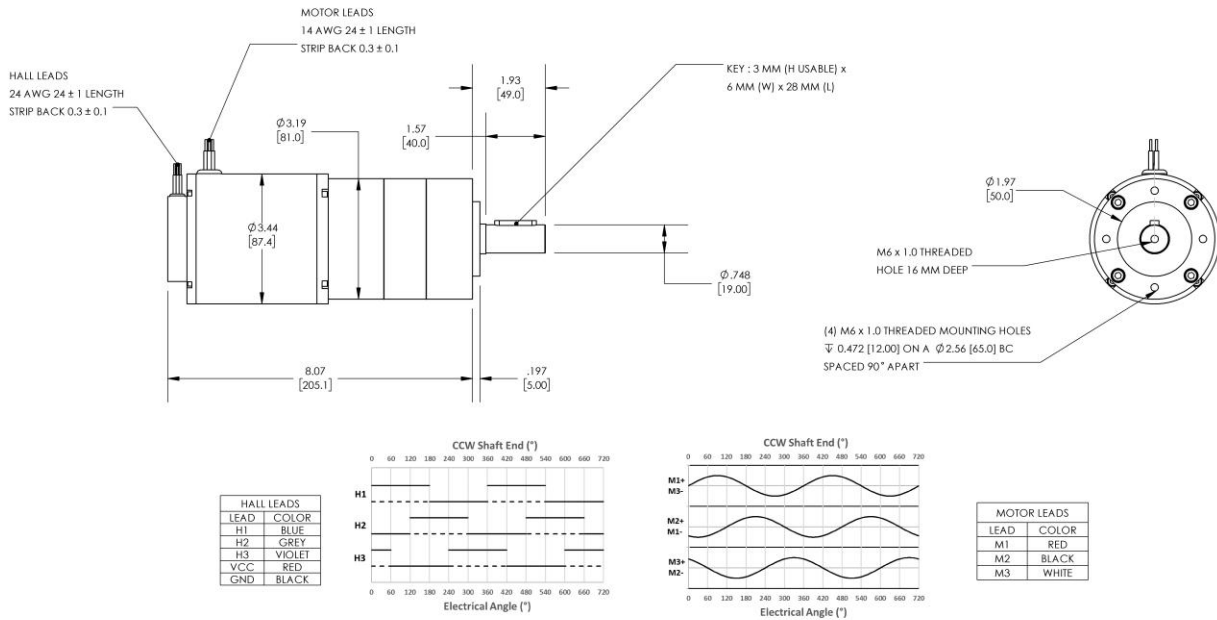 MOTOR LEADS
14 AWG 24 ± 1 LENGTH
STRIP BACK 0.3 ± 0.1
HALL LEADS
24 AWG 24 ± 1 LENGTH
STRIP BACK 0.3 ± 0.1
KEY : 3 MM (H USABLE) x
6 MM (W) x 28 MM (L)
1.93
[49.0]
1.57
[40.0]
Ø3.19
[81.0]
Ø3.44
[87.4]
Ø.748
[19.00]
8.07
[205.1]
.197
[5.00]
Ø1.97
[50.0]
M6 x 1.0 THREADED
HOLE 16 MM DEEP
(4) M6 x 1.0 THREADED MOUNTING HOLES
↧ 0.472 [12.00] ON A Ø2.56 [65.0] BC
SPACED 90° APART
HALL LEADS
LEAD COLOR
H1 BLUE
H2 GREY
H3 VIOLET
VCC RED
GND BLACK
CCW Shaft End (°)
0 60 120 180 240 300 360 420 480 540 600 660 720
H1
H2
H3
0 60 120 180 240 300 360 420 480 540 600 660 720
Electrical Angle (°)
CCW Shaft End (°)
0 60 120 180 240 300 360 420 480 540 600 660 720
M1+
M3-
M2+
M1-
M3+
M2-
0 60 120 180 240 300 360 420 480 540 600 660 720
Electrical Angle (°)
MOTOR LEADS
LEAD COLOR
M1 RED
M2 BLACK
M3 WHITE